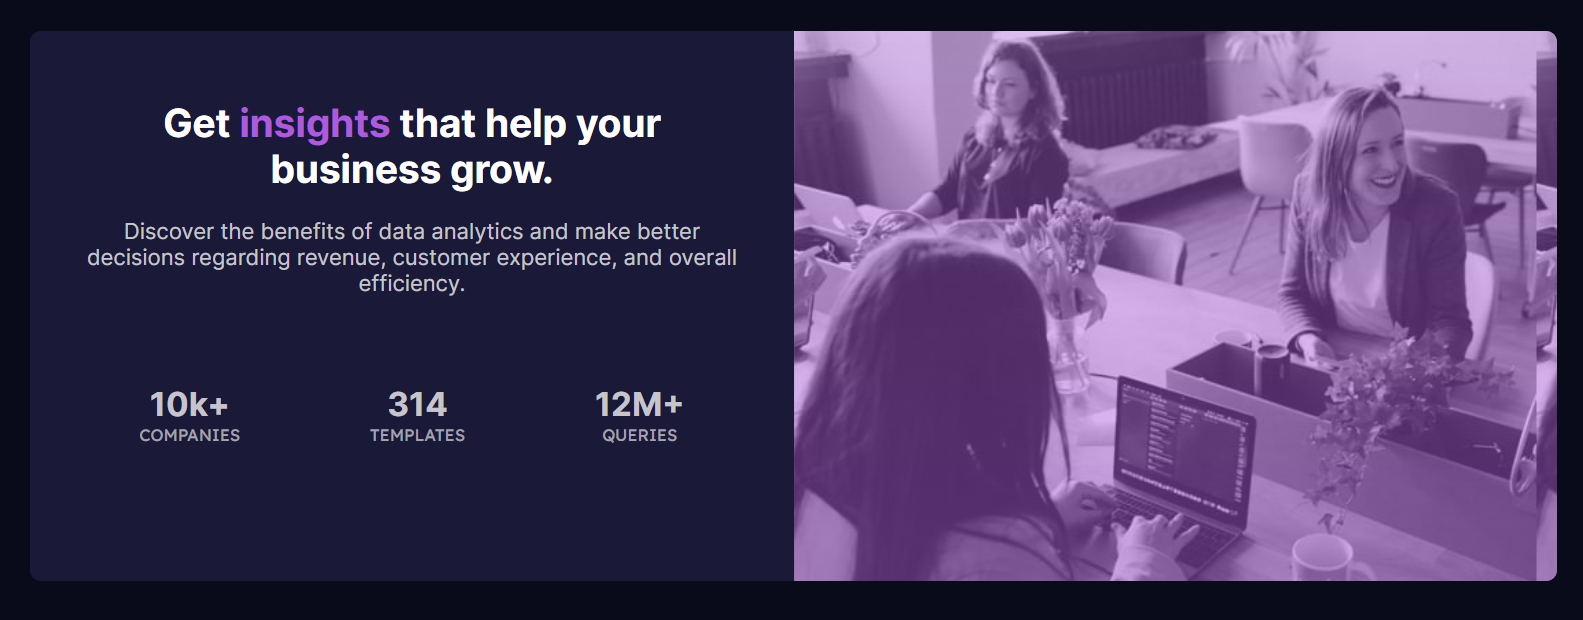 Get insights that help your
business grow.
Discover the benefits of data analytics and make better
decisions regarding revenue, customer experience, and overall
efficiency.
10k+ 314 12M+
COMPANIES TEMPLATES QUERIES